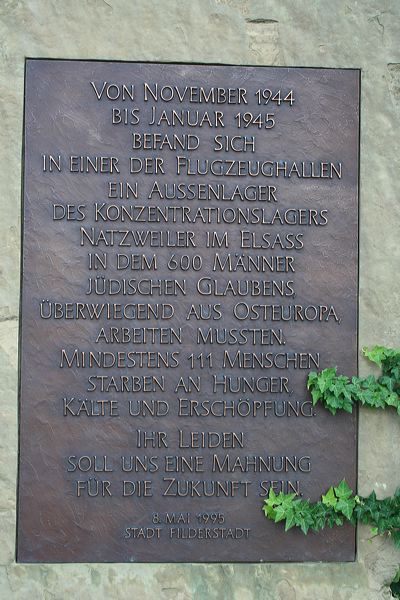 VON NOVEMBER 1944
BIS JANUAR 1945
BEFAND SICH
IN EINER DER FLUGZEUGHALLEN
EIN AUSSENLAGER
DES KONZENTRATIONSLAGERS
NATZWEILER IM ELSASS
IN DEM 600 MÄNNER
JÜDISCHEN GLAUBENS,
ÜBERWIEGEND AUS OSTEUROPA,
ARBEITEN MUSSTEN.
MINDESTENS 111 MENSCHEN
STARBEN AN HUNGER,
KÄLTE UND ERSCHÖPFUNG.
IHR LEIDEN
SOLL UNS EINE MAHNUNG
FÜR DIE ZUKUNFT SEIN.
8. MAI 1995
STADT FILDERSTADT